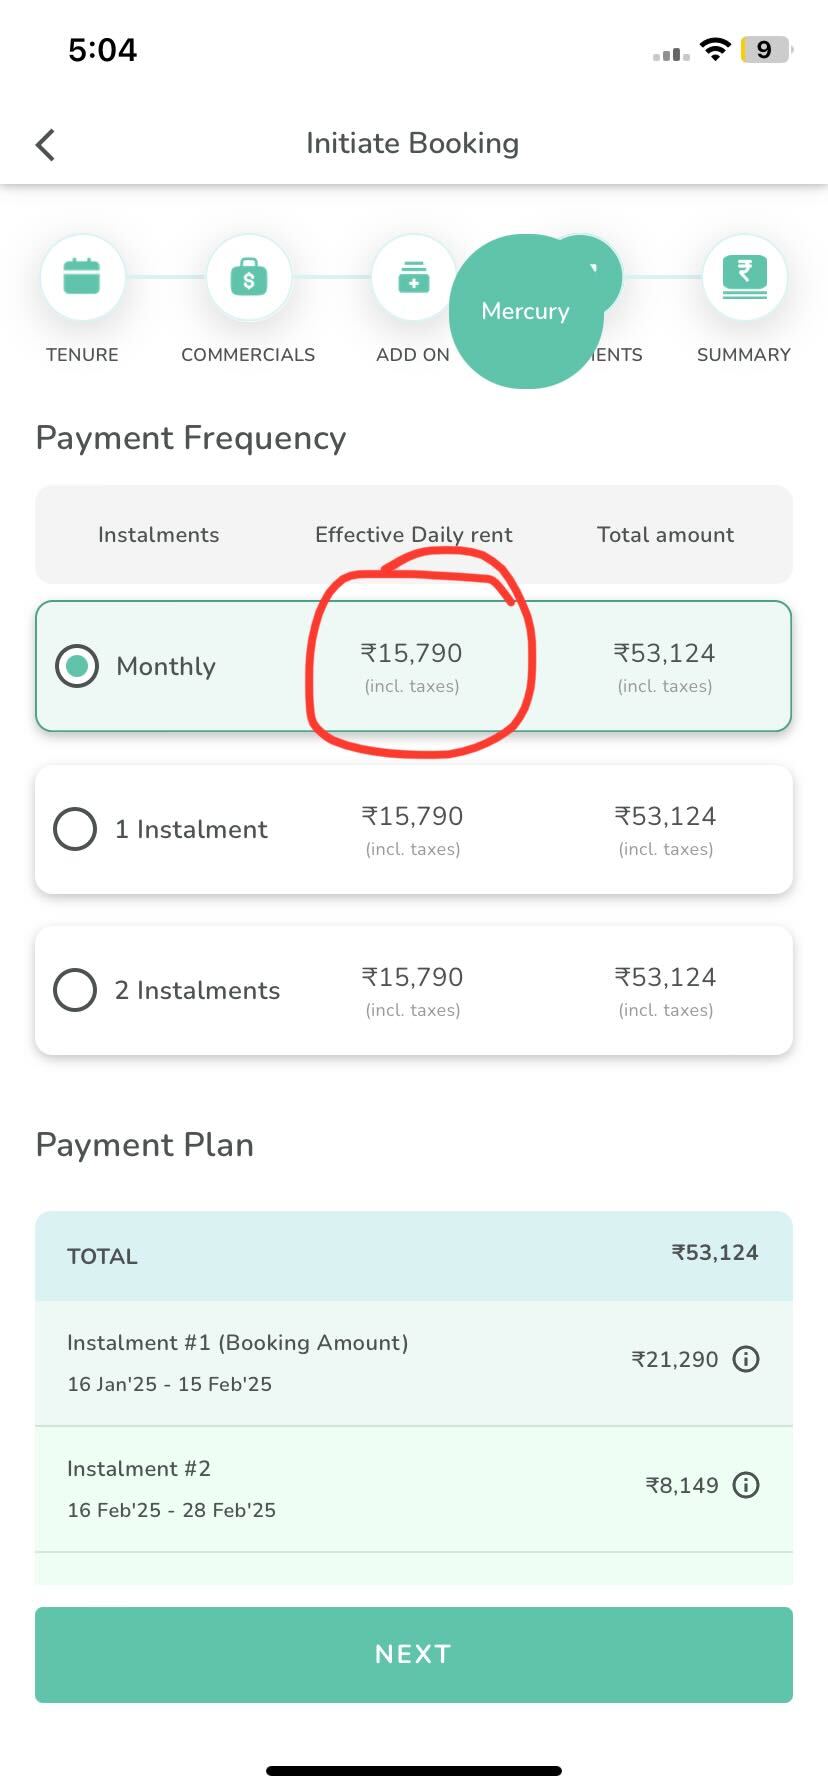 5:04
9
Initiate Booking
TENURE
COMMERCIALS
ADD ON
Mercury
SUMMARY
Payment Frequency
Instalments Effective Daily rent Total amount
Monthly ₹15,790 ₹53,124
(incl. taxes) (incl. taxes)
1 Instalment ₹15,790 ₹53,124
(incl. taxes) (incl. taxes)
2 Instalments ₹15,790 ₹53,124
(incl. taxes) (incl. taxes)
Payment Plan
TOTAL ₹53,124
Instalment #1 (Booking Amount) ₹21,290
16 Jan'25 - 15 Feb'25
Instalment #2 ₹8,149
16 Feb'25 - 28 Feb'25
NEXT